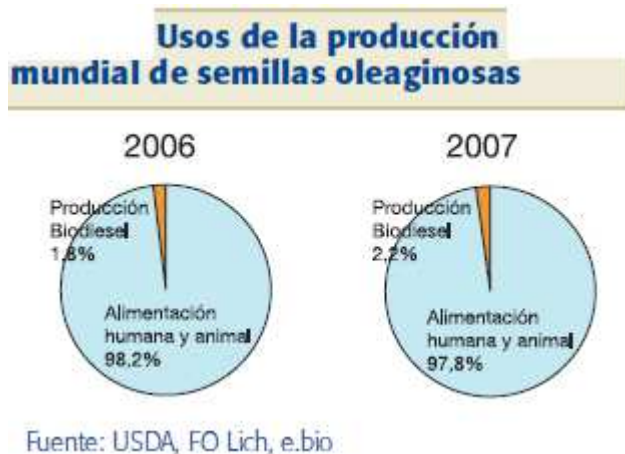 Usos de la producción
mundial de semillas oleaginosas
2006
Producción
Biodiesel
1,8%
Alimentación
humana y animal
98,2%
2007
Producción
Biodiesel
2,2%
Alimentación
humana y animal
97,8%
Fuente: USDA, FO Lich, e.bio